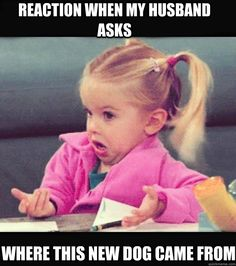 REACTION WHEN MY HUSBAND
ASKS
WHERE THIS NEW DOG CAME FROM